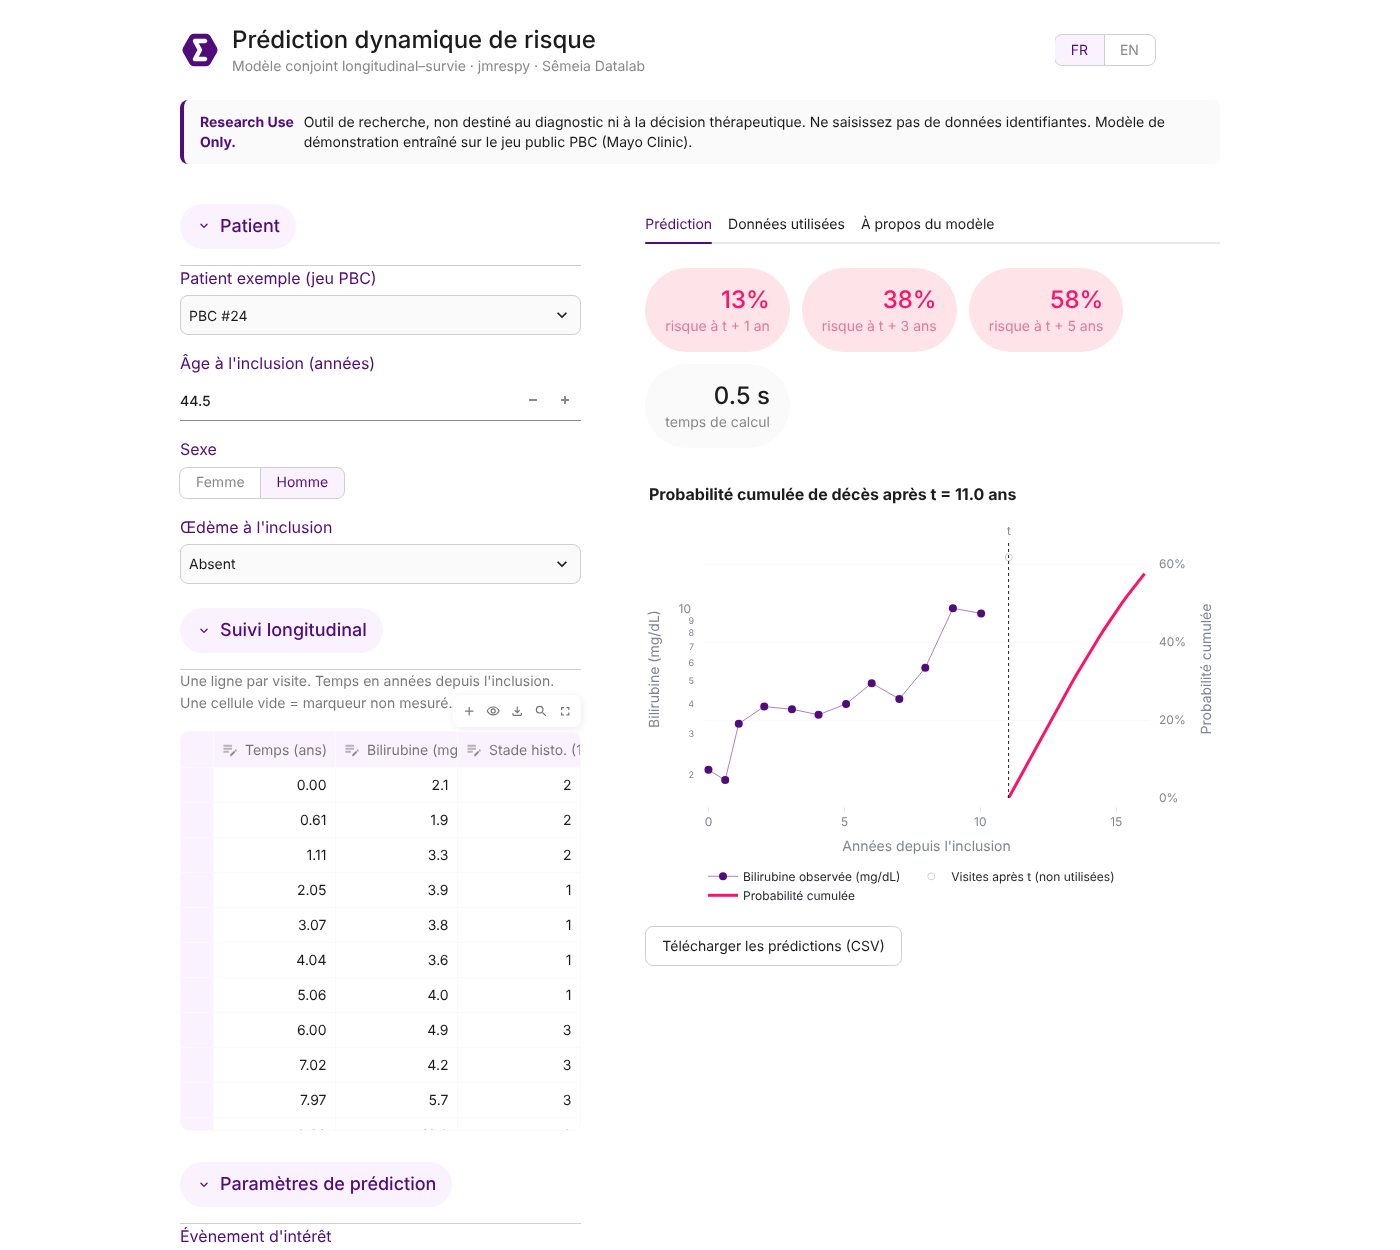 Prédiction dynamique de risque
Modèle conjoint longitudinal–survie · jmrespy · Sêmeia Datalab
FR
EN
Research Use Only.
Outil de recherche, non destiné au diagnostic ni à la décision thérapeutique. Ne saisissez pas de données identifiantes. Modèle de
démonstration entraîné sur le jeu public PBC (Mayo Clinic).
Patient
Patient exemple (jeu PBC)
PBC #24
Âge à l'inclusion (années)
44.5
Sexe
Femme
Homme
Œdème à l'inclusion
Absent
Suivi longitudinal
Une ligne par visite. Temps en années depuis l'inclusion.
Une cellule vide = marqueur non mesuré.
Temps (ans) Bilirubine (mg Stade histo. (1
0.00 2.1 2
0.61 1.9 2
1.11 3.3 2
2.05 3.9 1
3.07 3.8 1
4.04 3.6 1
5.06 4.0 1
6.00 4.9 3
7.02 4.2 3
7.97 5.7 3
Paramètres de prédiction
Évènement d'intérêt
Prédiction
Données utilisées
À propos du modèle
13%
risque à t + 1 an
38%
risque à t + 3 ans
58%
risque à t + 5 ans
0.5 s
temps de calcul
Probabilité cumulée de décès après t = 11.0 ans
t
Bilirubine (mg/dL)
10
9
8
7
6
5
4
3
2
60%
40%
20%
0%
Probabilité cumulée
0 5 10 15
Années depuis l'inclusion
Bilirubine observée (mg/dL)
Visites après t (non utilisées)
Probabilité cumulée
Télécharger les prédictions (CSV)